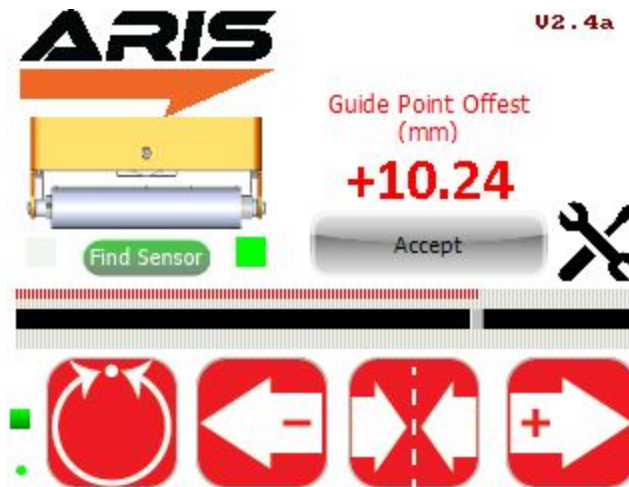 ARIS
V2.4a
Guide Point Offest
(mm)
+10.24
Accept
Find Sensor
-
+